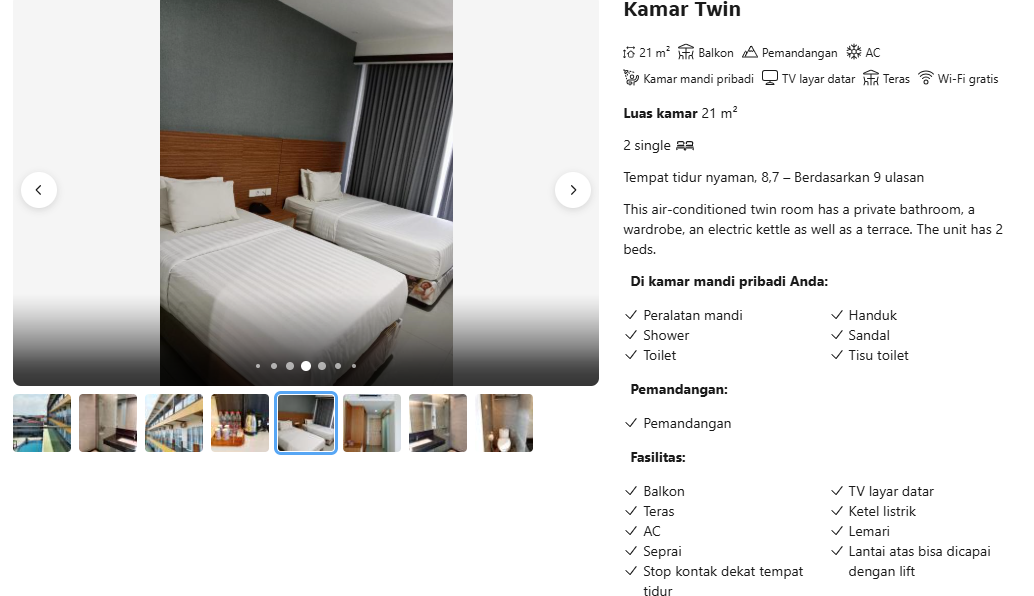 Kamar Twin
21 m² Balkon Pemandangan AC
Kamar mandi pribadi TV layar datar Teras Wi-Fi gratis
Luas kamar 21 m²
2 single
Tempat tidur nyaman, 8,7 – Berdasarkan 9 ulasan
This air-conditioned twin room has a private bathroom, a
wardrobe, an electric kettle as well as a terrace. The unit has 2
beds.
Di kamar mandi pribadi Anda:
Peralatan mandi
Shower
Toilet
Handuk
Sandal
Tisu toilet
Pemandangan:
Pemandangan
Fasilitas:
Balkon
Teras
AC
Seprai
Stop kontak dekat tempat
tidur
TV layar datar
Ketel listrik
Lemari
Lantai atas bisa dicapai
dengan lift